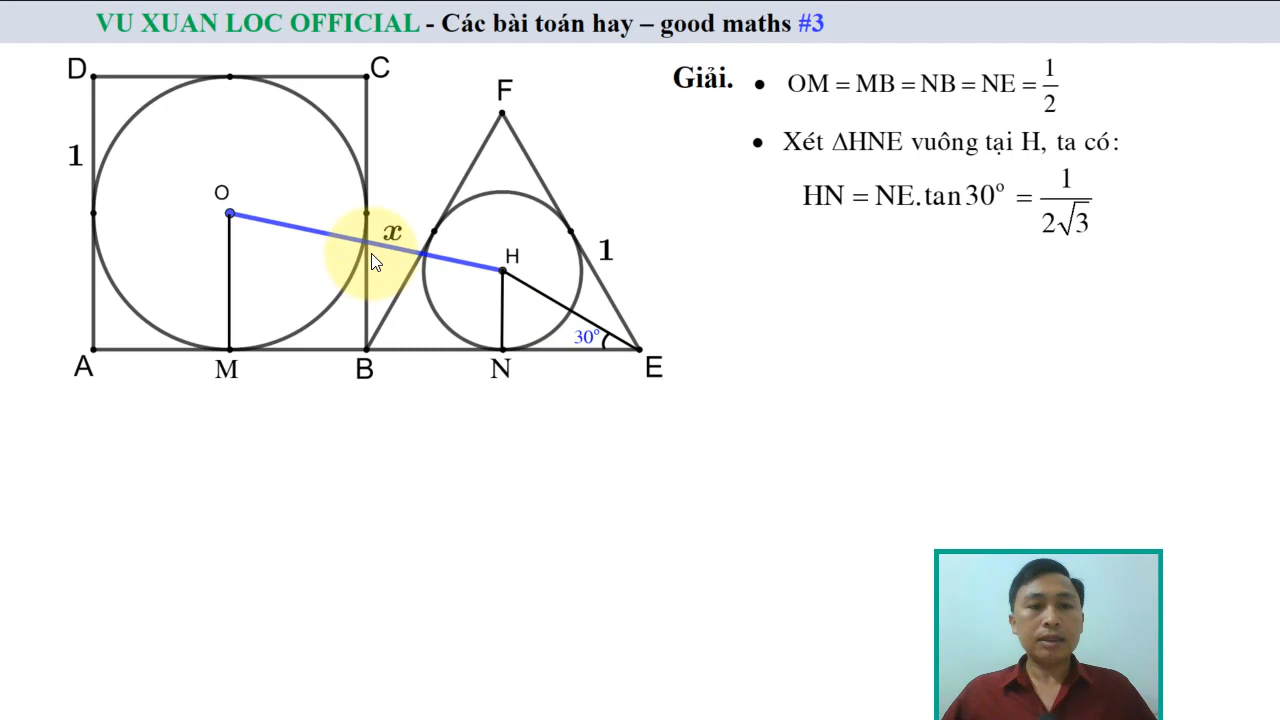 VU XUAN LOC OFFICIAL - Các bài toán hay – good maths #3
D
C
F
1
O
x
H
1
30°
A
M
B
N
E
Giải.
• OM = MB = NB = NE = 1/2
• Xét ΔHNE vuông tại H, ta có:
HN = NE.tan 30° = 1/(2√3)